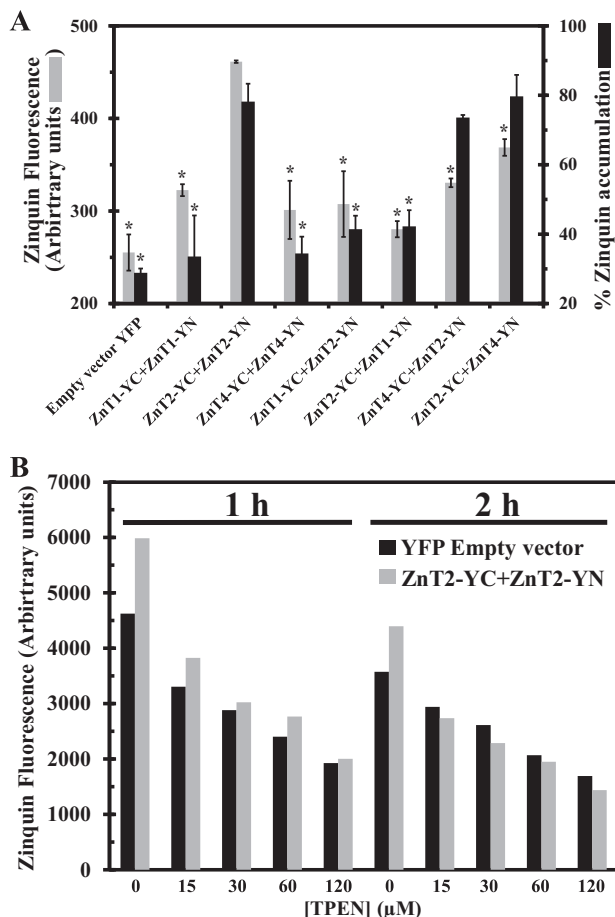 A
Zinquin Fluorescence
(Arbirtrary units)
500
400
300
200
% Zinquin accumulation
100
80
60
40
20
* * * * * * * * * * * *
Empty vector YFP
ZnT1-YC+ZnT1-YN
ZnT2-YC+ZnT2-YN
ZnT4-YC+ZnT4-YN
ZnT1-YC+ZnT2-YN
ZnT2-YC+ZnT1-YN
ZnT4-YC+ZnT2-YN
ZnT2-YC+ZnT4-YN
B
Zinquin Fluorescence (Arbirtrary units)
7000
6000
5000
4000
3000
2000
1000
0
1 h
2 h
YFP Empty vector
ZnT2-YC+ZnT2-YN
0 15 30 60 120 0 15 30 60 120
[TPEN] (µM)